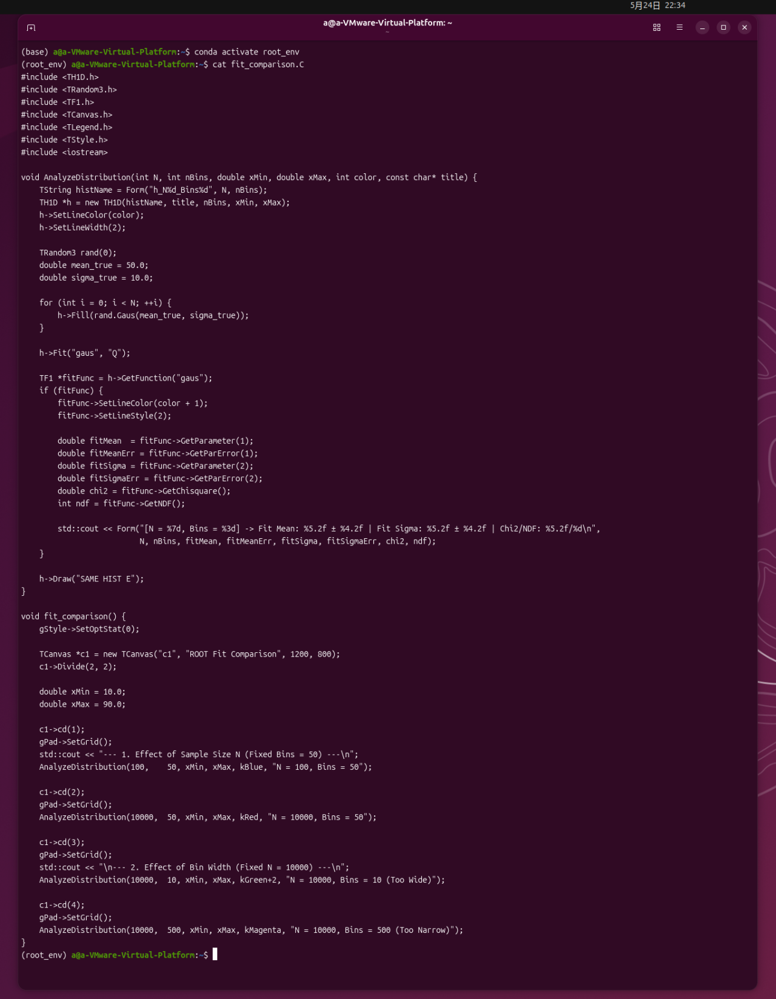 5月24日 22:34
a@a-VMware-Virtual-Platform: ~
~
(base) a@a-VMware-Virtual-Platform:~$ conda activate root_env
(root_env) a@a-VMware-Virtual-Platform:~$ cat fit_comparison.C
#include <TH1D.h>
#include <TRandom3.h>
#include <TF1.h>
#include <TCanvas.h>
#include <TLegend.h>
#include <TStyle.h>
#include <iostream>

void AnalyzeDistribution(int N, int nBins, double xMin, double xMax, int color, const char* title) {
    TString histName = Form("h_N%d_Bins%d", N, nBins);
    TH1D *h = new TH1D(histName, title, nBins, xMin, xMax);
    h->SetLineColor(color);
    h->SetLineWidth(2);

    TRandom3 rand(0);
    double mean_true = 50.0;
    double sigma_true = 10.0;

    for (int i = 0; i < N; ++i) {
        h->Fill(rand.Gaus(mean_true, sigma_true));
    }

    h->Fit("gaus", "Q");

    TF1 *fitFunc = h->GetFunction("gaus");
    if (fitFunc) {
        fitFunc->SetLineColor(color + 1);
        fitFunc->SetLineStyle(2);

        double fitMean  = fitFunc->GetParameter(1);
        double fitMeanErr = fitFunc->GetParError(1);
        double fitSigma = fitFunc->GetParameter(2);
        double fitSigmaErr = fitFunc->GetParError(2);
        double chi2 = fitFunc->GetChisquare();
        int ndf = fitFunc->GetNDF();

        std::cout << Form("[N = %7d, Bins = %3d] -> Fit Mean: %5.2f ± %4.2f | Fit Sigma: %5.2f ± %4.2f | Chi2/NDF: %5.2f/%d\n",
                          N, nBins, fitMean, fitMeanErr, fitSigma, fitSigmaErr, chi2, ndf);
    }

    h->Draw("SAME HIST E");
}

void fit_comparison() {
    gStyle->SetOptStat(0);

    TCanvas *c1 = new TCanvas("c1", "ROOT Fit Comparison", 1200, 800);
    c1->Divide(2, 2);

    double xMin = 10.0;
    double xMax = 90.0;

    c1->cd(1);
    gPad->SetGrid();
    std::cout << "--- 1. Effect of Sample Size N (Fixed Bins = 50) ---\n";
    AnalyzeDistribution(100,    50, xMin, xMax, kBlue, "N = 100, Bins = 50");

    c1->cd(2);
    gPad->SetGrid();
    AnalyzeDistribution(10000,  50, xMin, xMax, kRed, "N = 10000, Bins = 50");

    c1->cd(3);
    gPad->SetGrid();
    std::cout << "\n--- 2. Effect of Bin Width (Fixed N = 10000) ---\n";
    AnalyzeDistribution(10000,  10, xMin, xMax, kGreen+2, "N = 10000, Bins = 10 (Too Wide)");

    c1->cd(4);
    gPad->SetGrid();
    AnalyzeDistribution(10000,  500, xMin, xMax, kMagenta, "N = 10000, Bins = 500 (Too Narrow)");
}
(root_env) a@a-VMware-Virtual-Platform:~$